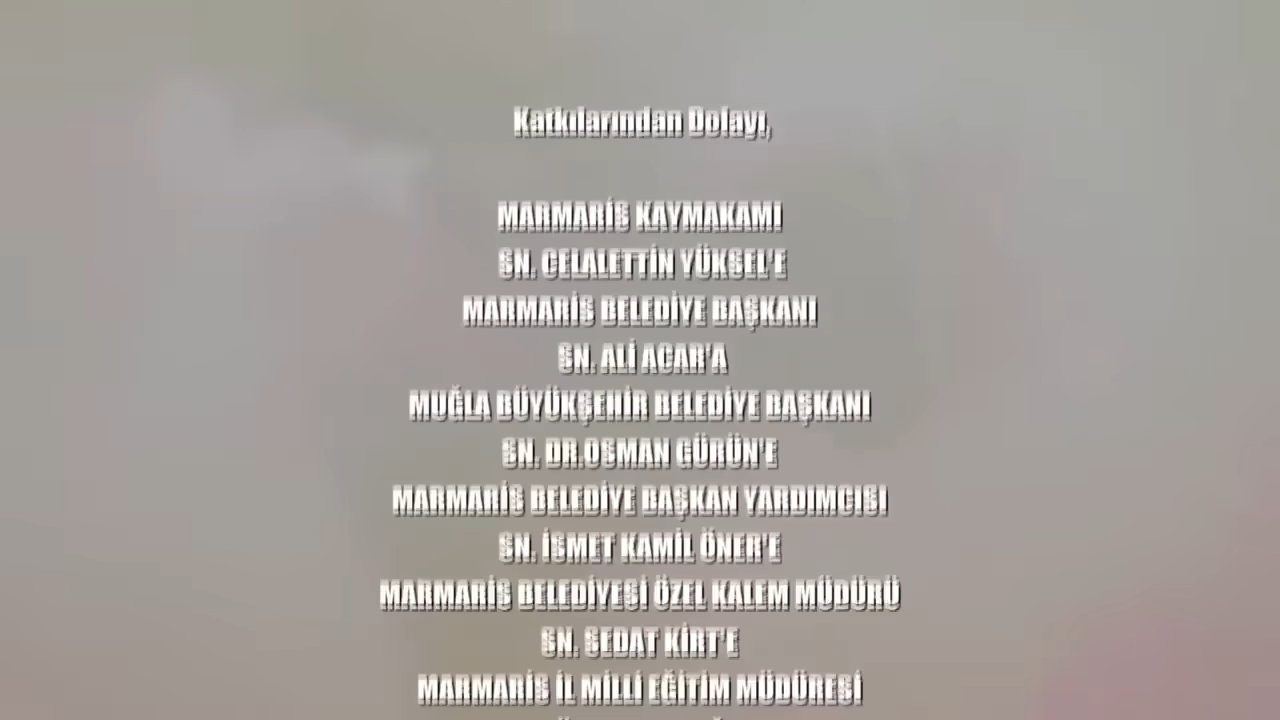 Katkılarından Dolayı,
MARMARİS KAYMAKAMI
SN. CELALETTİN YÜKSEL'E
MARMARİS BELEDİYE BAŞKANI
SN. ALİ ACAR'A
MUĞLA BÜYÜKŞEHİR BELEDİYE BAŞKANI
SN. DR.OSMAN GÜRÜN'E
MARMARİS BELEDİYE BAŞKAN YARDIMCISI
SN. İSMET KAMİL ÖNER'E
MARMARİS BELEDİYESİ ÖZEL KALEM MÜDÜRÜ
SN. SEDAT KİRT'E
MARMARİS İL MİLLİ EĞİTİM MÜDÜRESİ